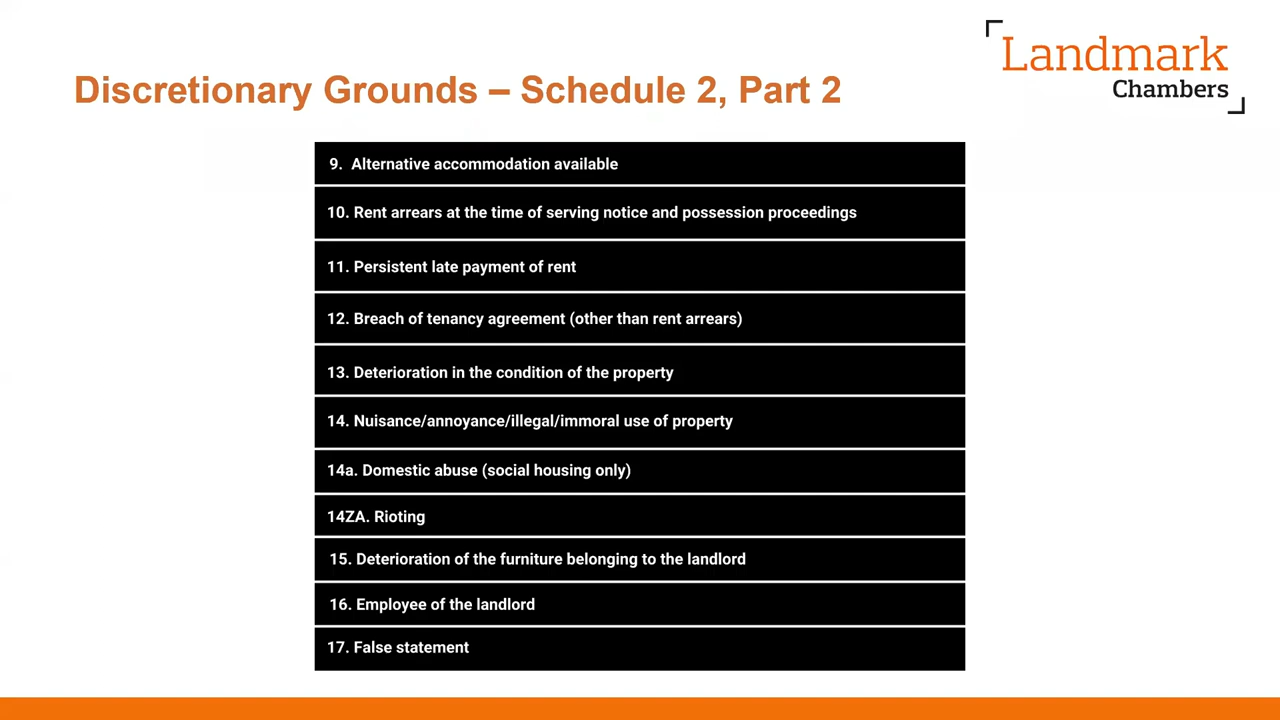 Landmark
Chambers
Discretionary Grounds – Schedule 2, Part 2
9. Alternative accommodation available
10. Rent arrears at the time of serving notice and possession proceedings
11. Persistent late payment of rent
12. Breach of tenancy agreement (other than rent arrears)
13. Deterioration in the condition of the property
14. Nuisance/annoyance/illegal/immoral use of property
14a. Domestic abuse (social housing only)
14ZA. Rioting
15. Deterioration of the furniture belonging to the landlord
16. Employee of the landlord
17. False statement